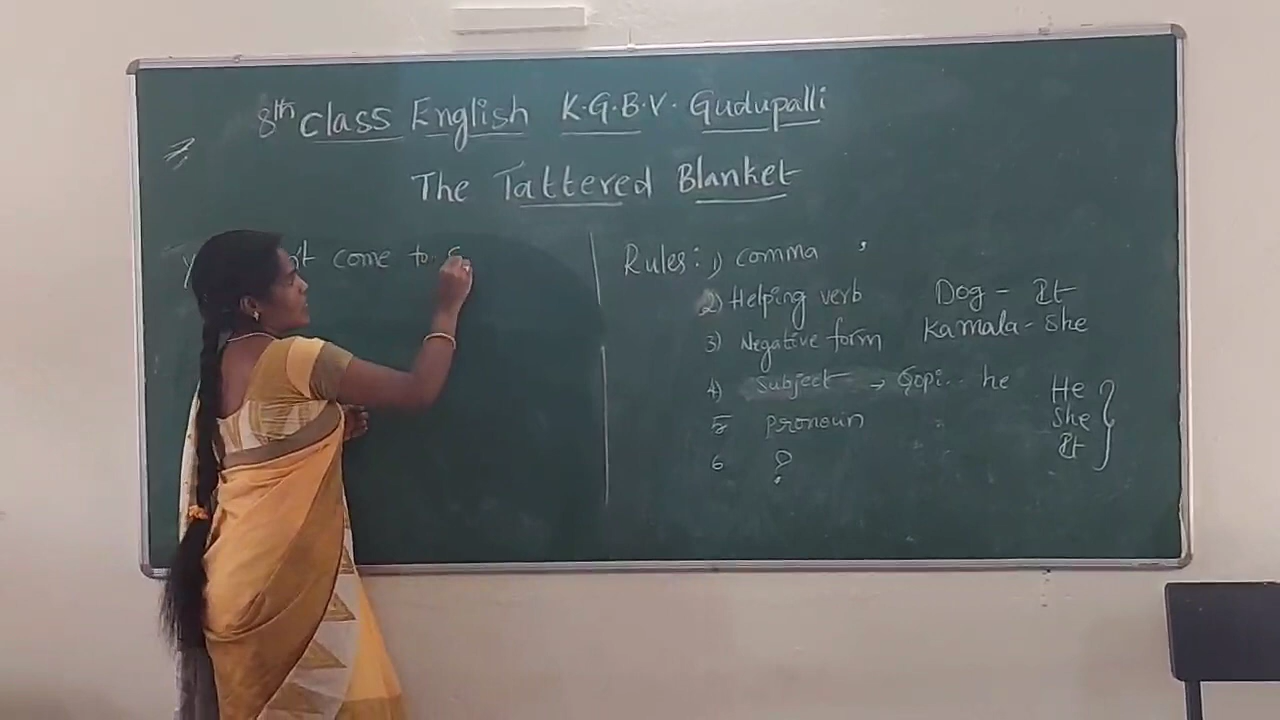 8th class English K.G.B.V. Gudupalli
The Tattered Blanket
come to
Rules: 1) comma ,
2) Helping verb
3) Negative form
4) Subject → Gopi.. he
5 pronoun
6 ?
Dog - It
Kamala - She
He
She
It